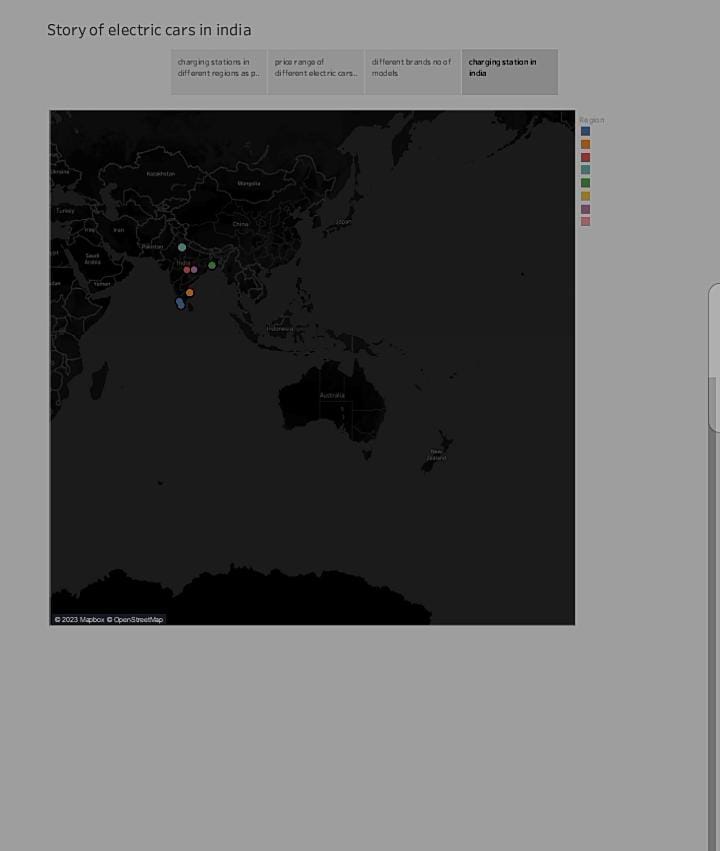 Story of electric cars in india
charging stations in
different regions as p..
price range of
different electric cars..
different brands no of
models
charging station in
india
Region
Ukraine
Kazakhstan
Mongolia
Turkey
Iraq
Iran
China
Japan
Pakistan
Saudi
Arabia
India
Yemen
Indonesia
Australia
New
Zealand
© 2023 Mapbox © OpenStreetMap